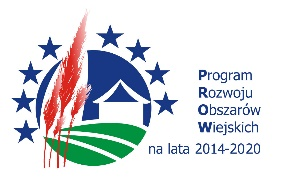 Program
Rozwoju
Obszarów
Wiejskich
na lata 2014-2020